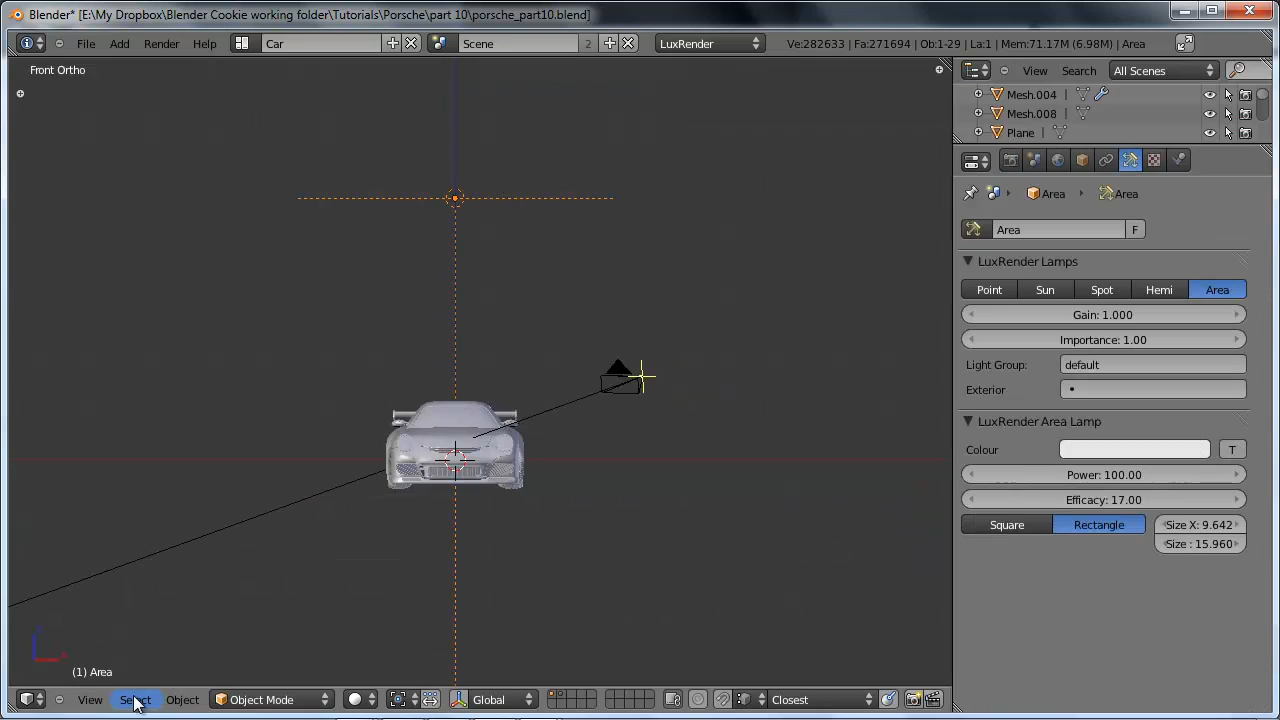 Blender* [E:\My Dropbox\Blender Cookie working folder\Tutorials\Porsche\part 10\porsche_part10.blend]
File Add Render Help Car Scene 2 LuxRender Ve:282633 | Fa:271694 | Ob:1-29 | La:1 | Mem:71.17M (6.98M) | Area
Front Ortho
View Search All Scenes
Mesh.004
Mesh.008
Plane
Area Area
Area F
LuxRender Lamps
Point Sun Spot Hemi Area
Gain: 1.000
Importance: 1.00
Light Group: default
Exterior
LuxRender Area Lamp
Colour T
Power: 100.00
Efficacy: 17.00
Square Rectangle Size X: 9.642
Size : 15.960
(1) Area
View Select Object Object Mode Global Closest